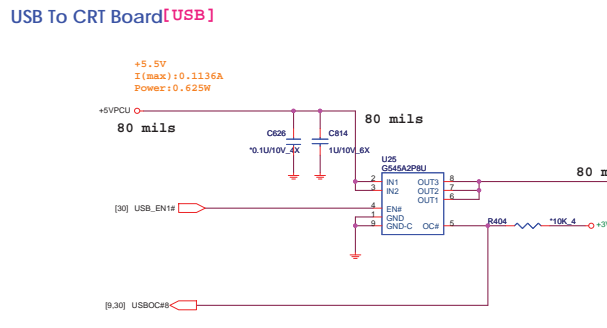 USB To CRT Board[USB]
+5.5V
I(max):0.1136A
Power:0.625W
+5VPCU
80 mils
80 mils
C626
*0.1U/10V_4X
C814
1U/10V_6X
U25
G545A2P8U
80 m
2 IN1 OUT3 8
3 IN2 OUT2 7
OUT1 6
[30] USB_EN1# 4 EN#
1 GND
9 GND-C OC# 5
R404 *10K_4 +3V
[9,30] USBOC#8